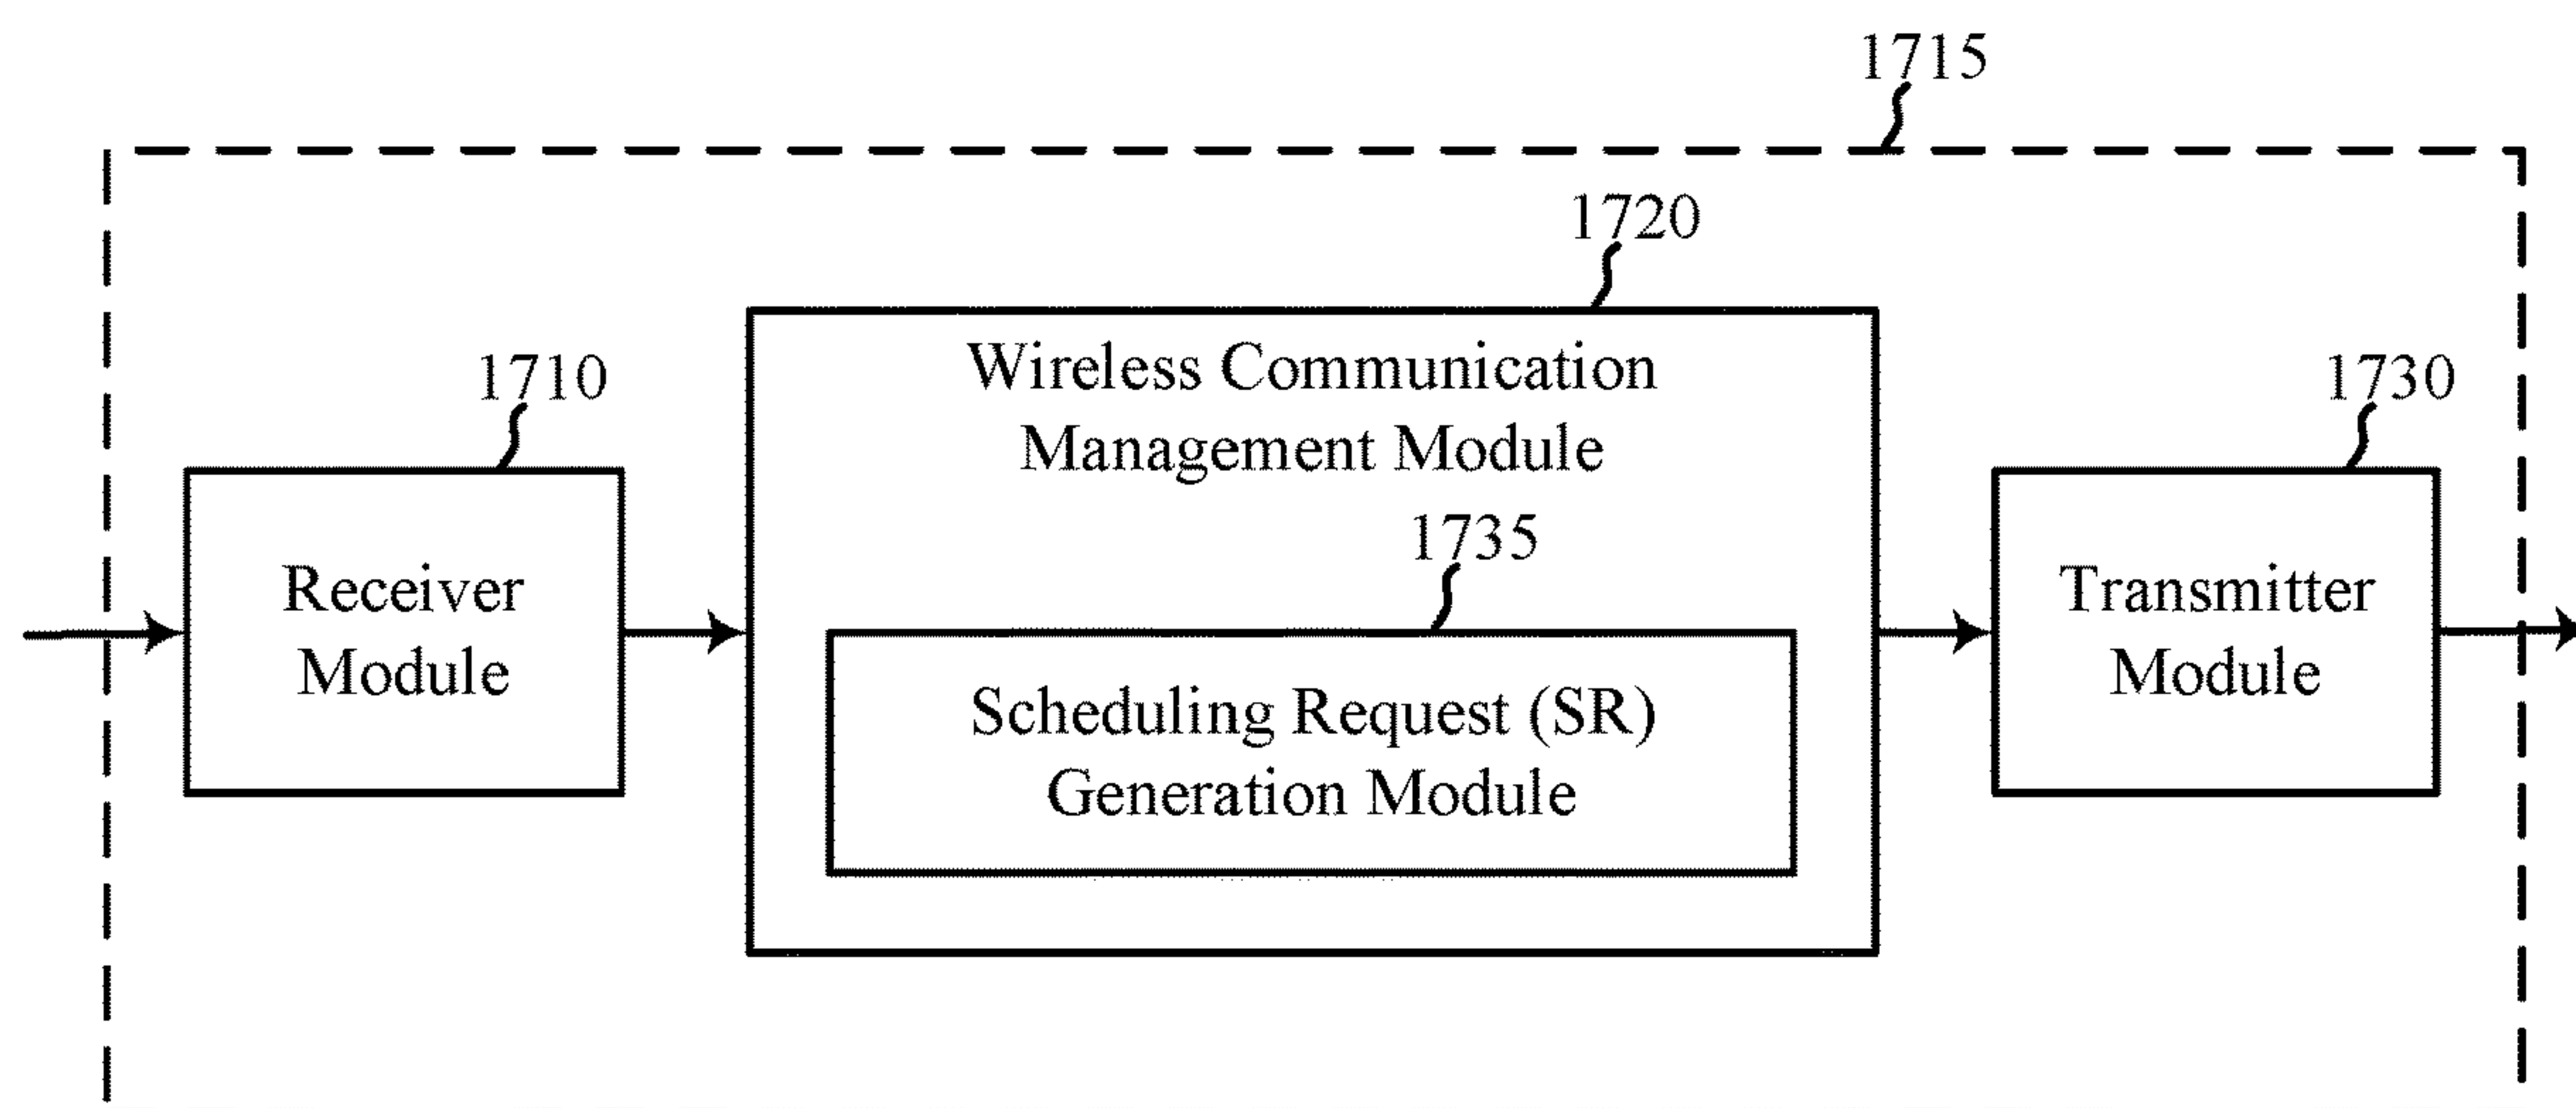 1715
1720
Wireless Communication
Management Module
1710
1730
1735
Receiver
Module
Scheduling Request (SR)
Generation Module
Transmitter
Module